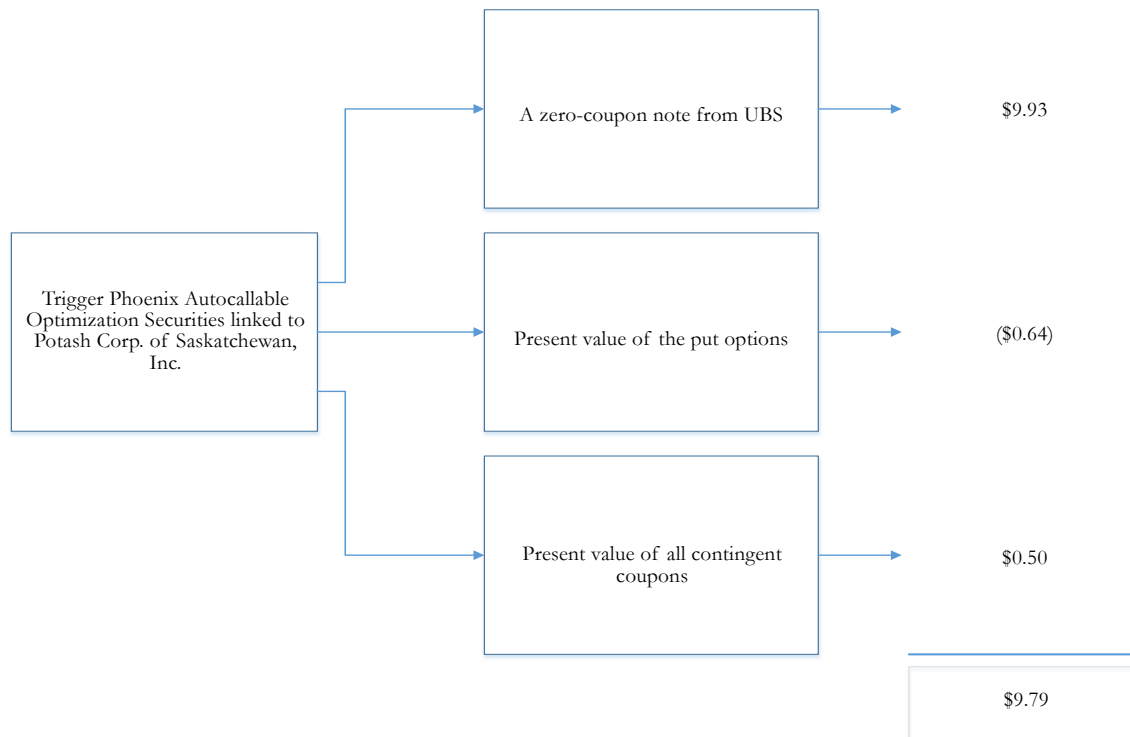 A zero-coupon note from UBS
$9.93
Trigger Phoenix Autocallable
Optimization Securities linked to
Potash Corp. of Saskatchewan,
Inc.
Present value of the put options
($0.64)
Present value of all contingent
coupons
$0.50
$9.79